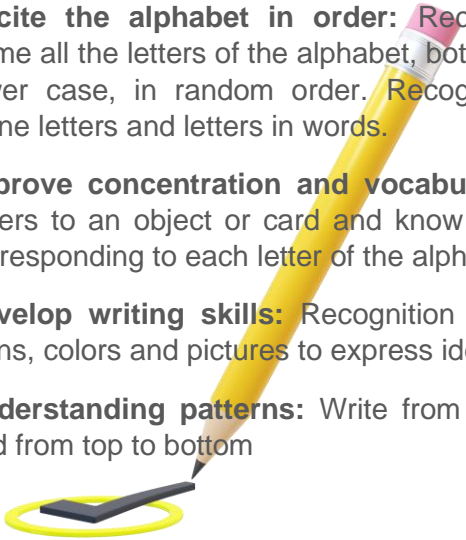 cite the alphabet in order: Rec
me all the letters of the alphabet, bot
er case, in random order. Recog
ne letters and letters in words.
prove concentration and vocabu
ers to an object or card and know
responding to each letter of the alph
velop writing skills: Recognition
ns, colors and pictures to express ide
derstanding patterns: Write from
d from top to bottom